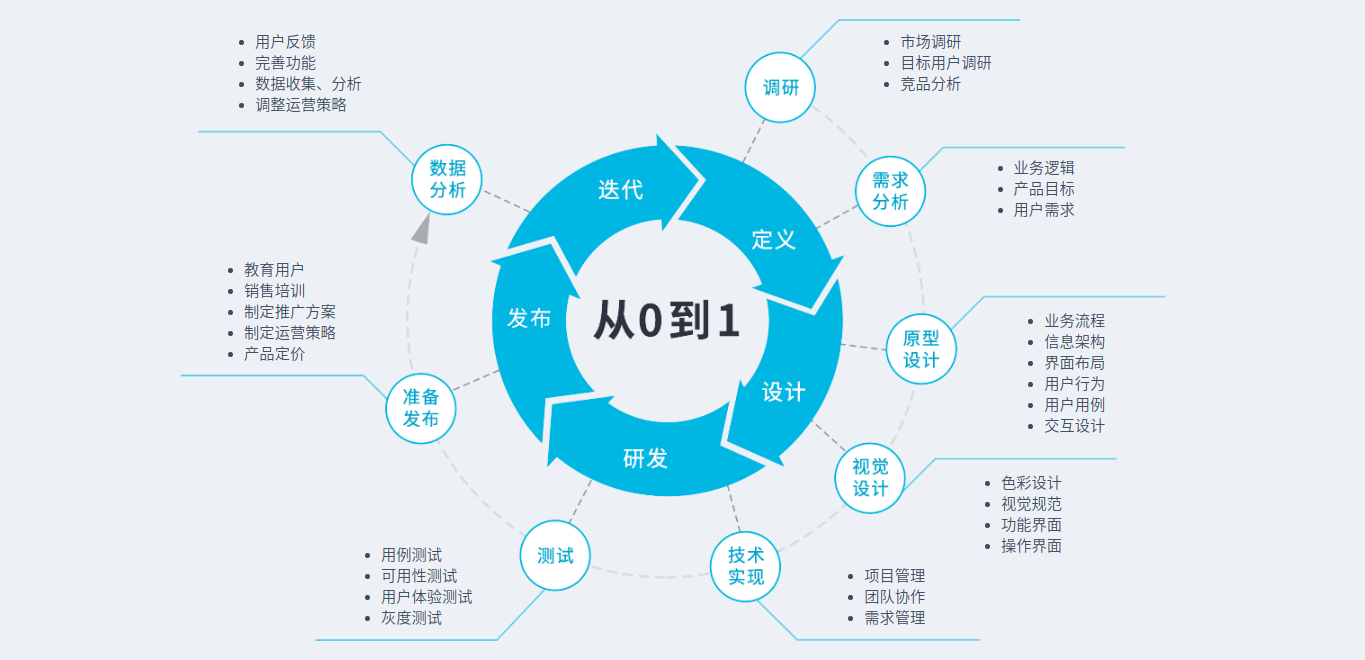 调研
市场调研
目标用户调研
竞品分析
需求
分析
业务逻辑
产品目标
用户需求
原型
设计
业务流程
信息架构
界面布局
用户行为
用户用例
交互设计
视觉
设计
色彩设计
视觉规范
功能界面
操作界面
技术
实现
项目管理
团队协作
需求管理
测试
用例测试
可用性测试
用户体验测试
灰度测试
准备
发布
教育用户
销售培训
制定推广方案
制定运营策略
产品定价
数据
分析
用户反馈
完善功能
数据收集、分析
调整运营策略
迭代
定义
设计
研发
发布
从0到1